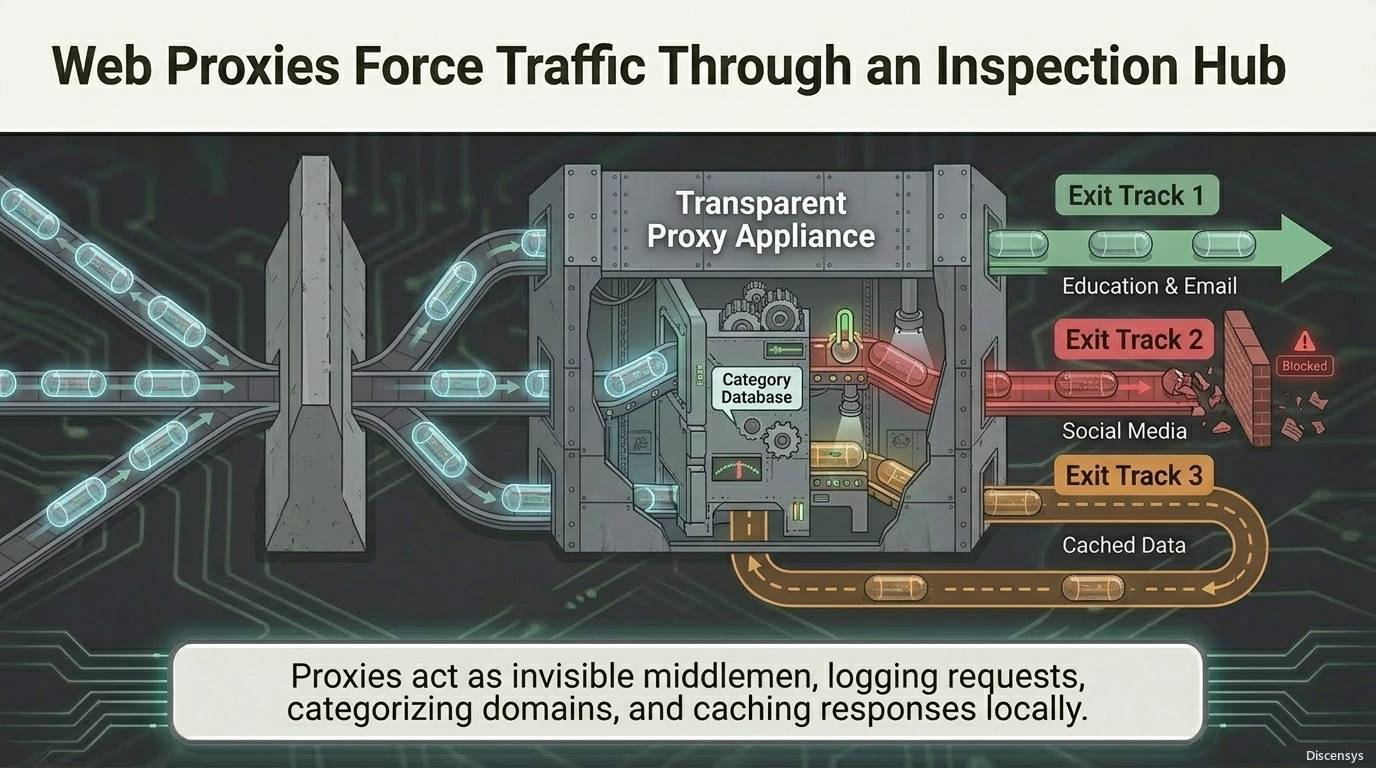 Web Proxies Force Traffic Through an Inspection Hub
Transparent
Proxy Appliance
Category
Database
Exit Track 1
Education & Email
Exit Track 2
Blocked
Social Media
Exit Track 3
Cached Data
Proxies act as invisible middlemen, logging requests,
categorizing domains, and caching responses locally.
Discensys